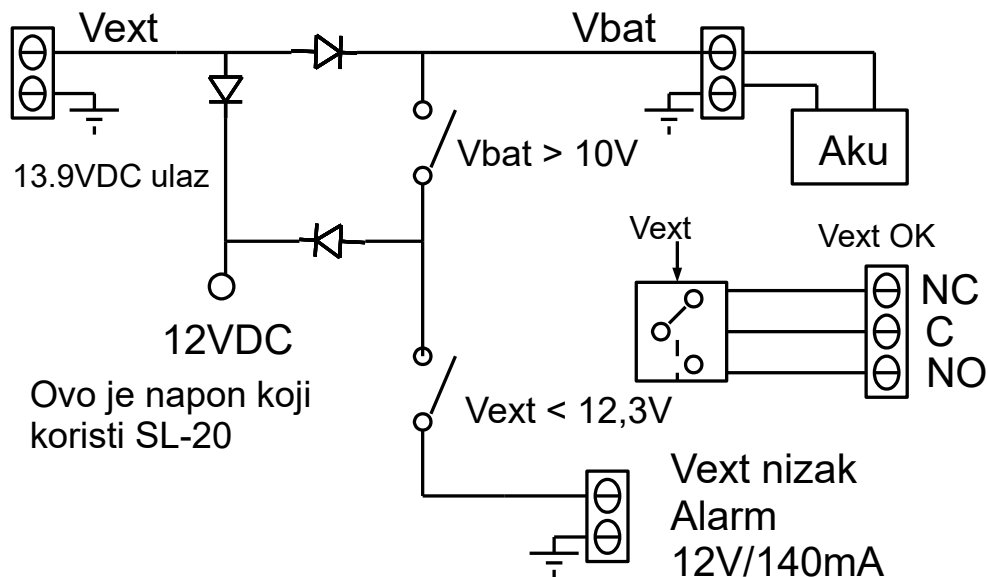 Vext
Vbat
Vbat > 10V
Aku
13.9VDC ulaz
Vext
Vext OK
NC
C
NO
12VDC
Ovo je napon koji
koristi SL-20
Vext < 12,3V
Vext nizak
Alarm
12V/140mA